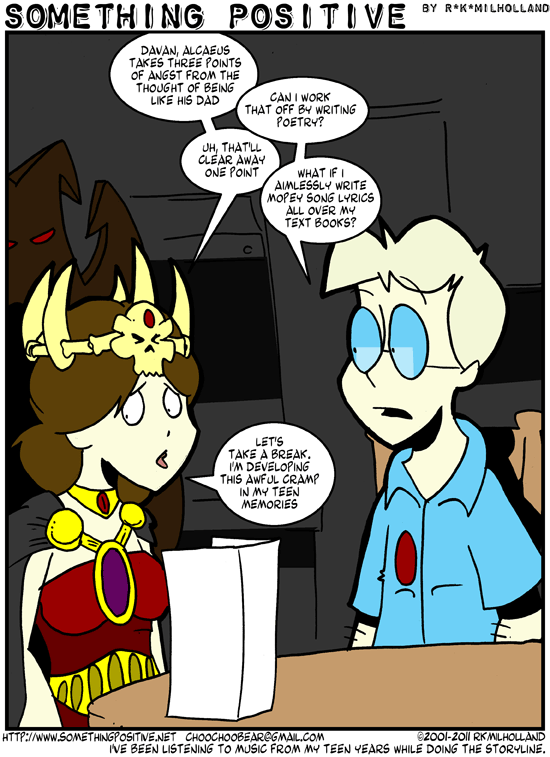 SOMETHING POSITIVE BY R*K*MILHOLLAND
DAVAN, ALCAEUS
TAKES THREE POINTS
OF ANGST FROM THE
THOUGHT OF BEING
LIKE HIS DAD
CAN I WORK
THAT OFF BY WRITING
POETRY?
UH, THAT'LL
CLEAR AWAY
ONE POINT
WHAT IF I
AIMLESSLY WRITE
MOPEY SONG LYRICS
ALL OVER MY
TEXT BOOKS?
LET'S
TAKE A BREAK.
I'M DEVELOPING
THIS AWFUL CRAMP
IN MY TEEN
MEMORIES
HTTP://WWW.SOMETHINGPOSITIVE.NET CHOOCHOOBEAR@GMAIL.COM ©2001-2011 RKMILHOLLAND
I'VE BEEN LISTENING TO MUSIC FROM MY TEEN YEARS WHILE DOING THE STORYLINE.